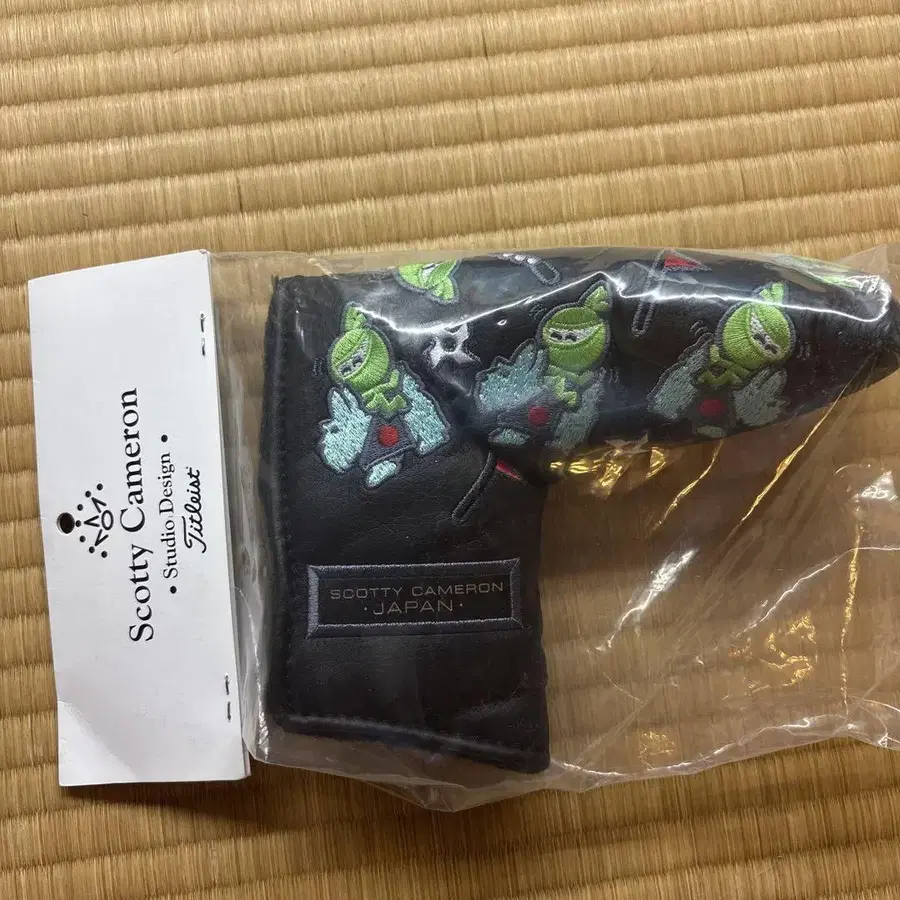 Scotty Cameron
• Studio Design •
Titleist
SCOTTY CAMERON
· JAPAN ·